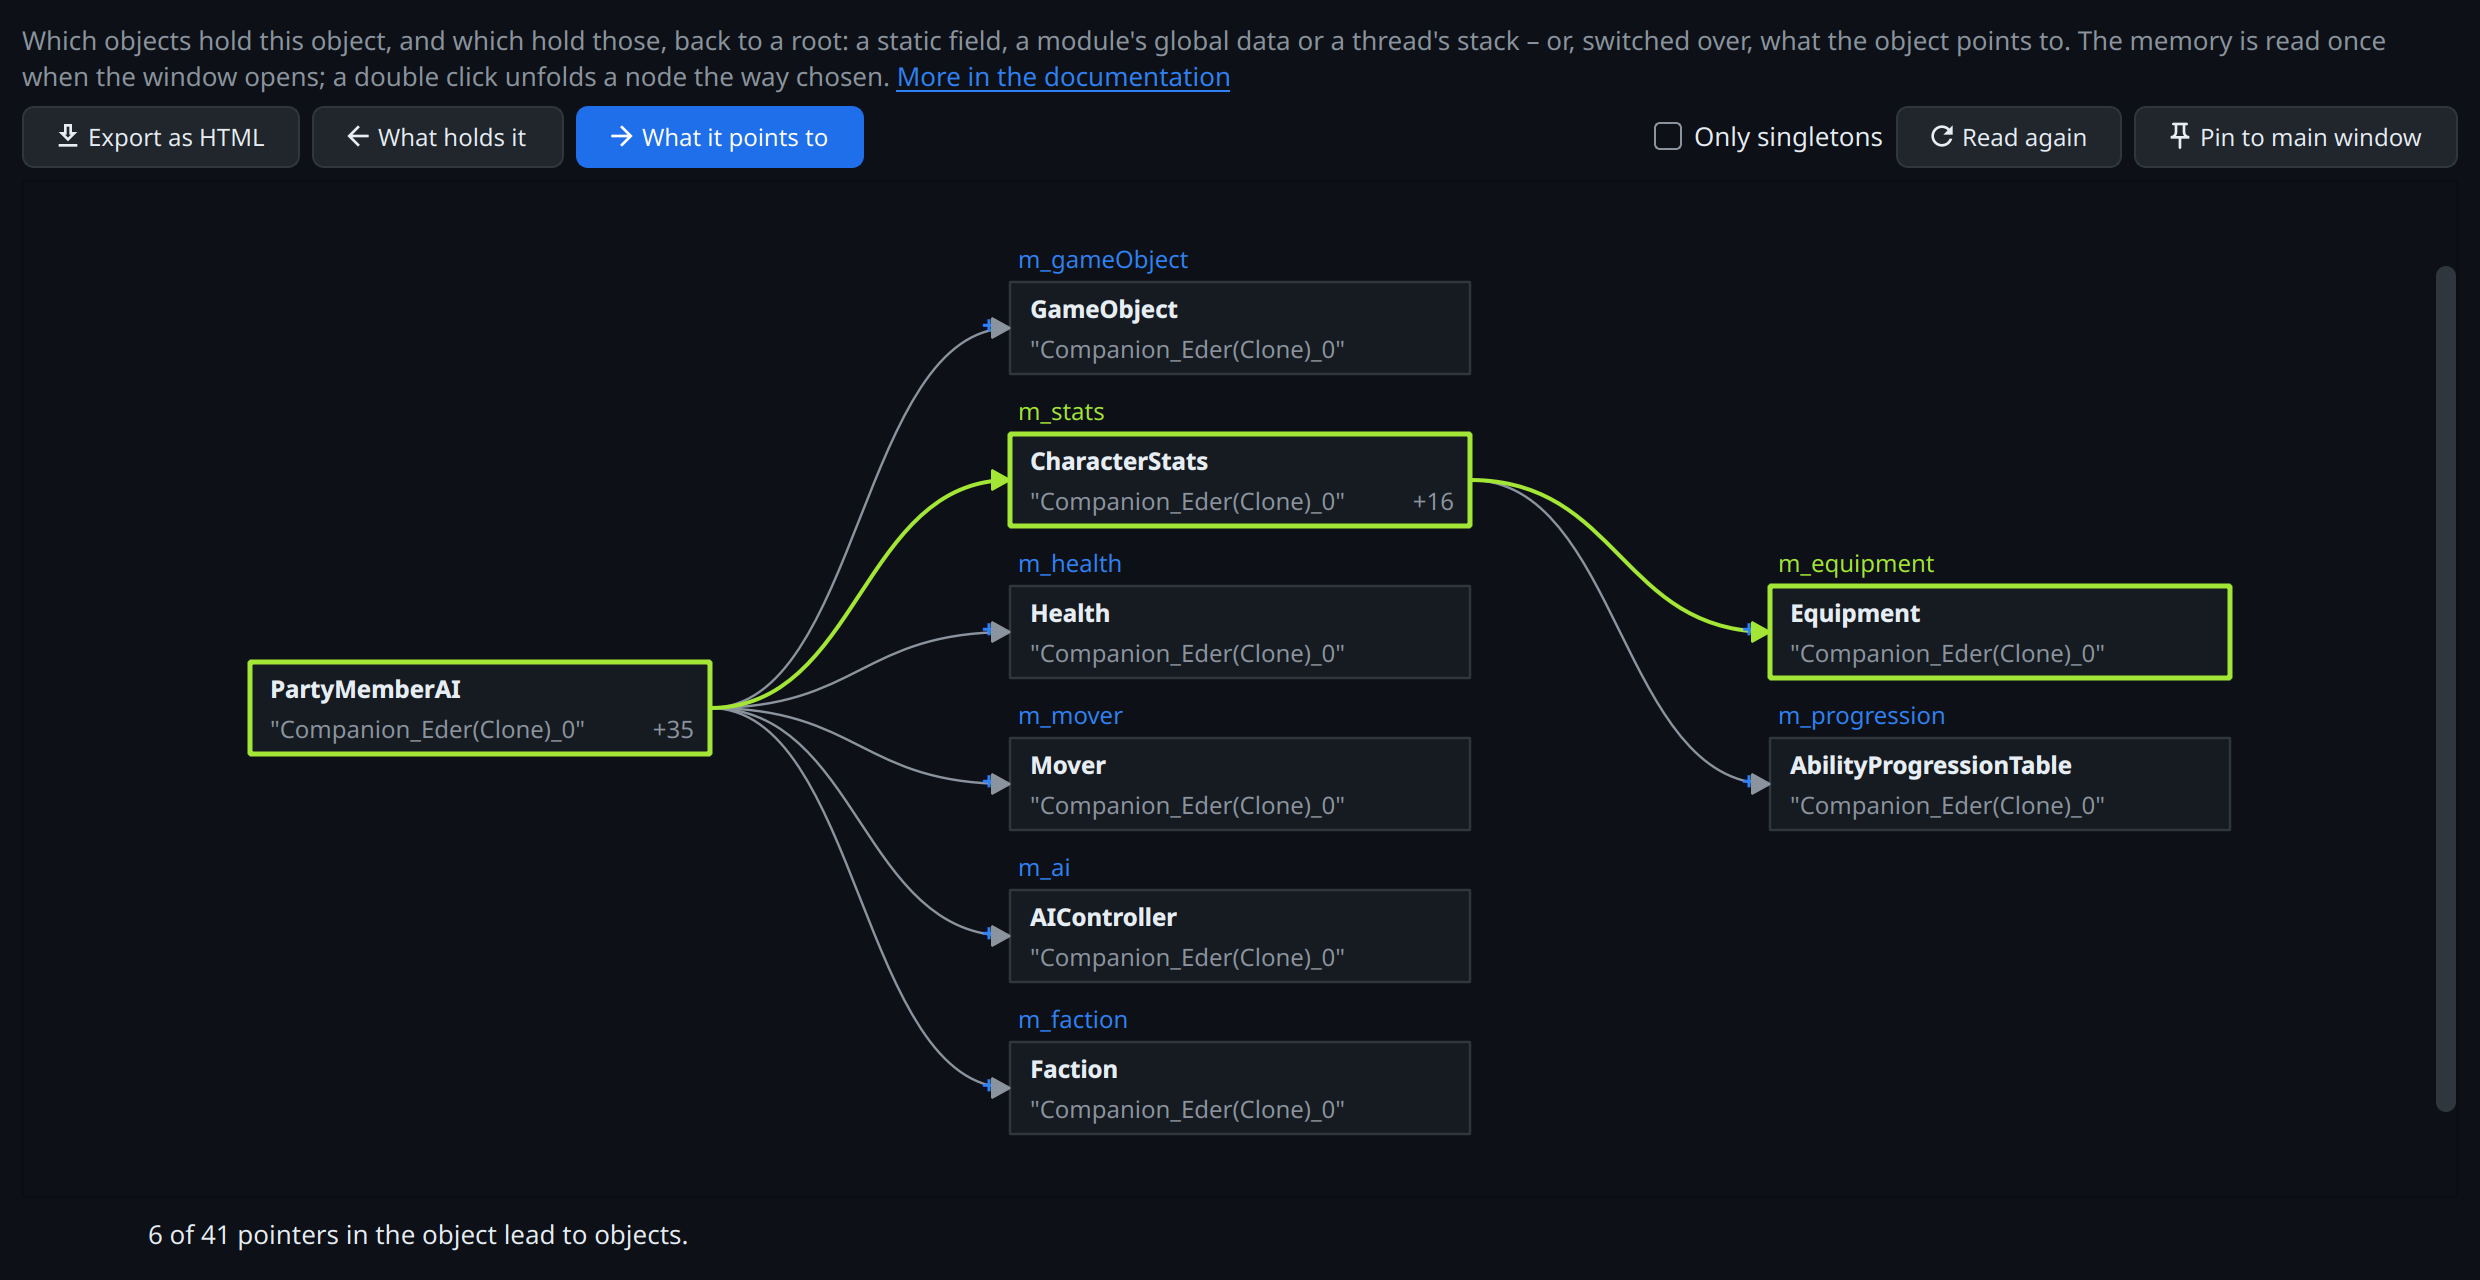 Which objects hold this object, and which hold those, back to a root: a static field, a module's global data or a thread's stack – or, switched over, what the object points to. The memory is read once
when the window opens; a double click unfolds a node the way chosen. More in the documentation
Export as HTML
What holds it
What it points to
Only singletons
Read again
Pin to main window
m_gameObject
GameObject
"Companion_Eder(Clone)_0"
m_stats
CharacterStats
"Companion_Eder(Clone)_0" +16
m_health
Health
"Companion_Eder(Clone)_0"
m_equipment
Equipment
"Companion_Eder(Clone)_0"
PartyMemberAI
"Companion_Eder(Clone)_0" +35
m_mover
Mover
"Companion_Eder(Clone)_0"
m_progression
AbilityProgressionTable
"Companion_Eder(Clone)_0"
m_ai
AIController
"Companion_Eder(Clone)_0"
m_faction
Faction
"Companion_Eder(Clone)_0"
6 of 41 pointers in the object lead to objects.